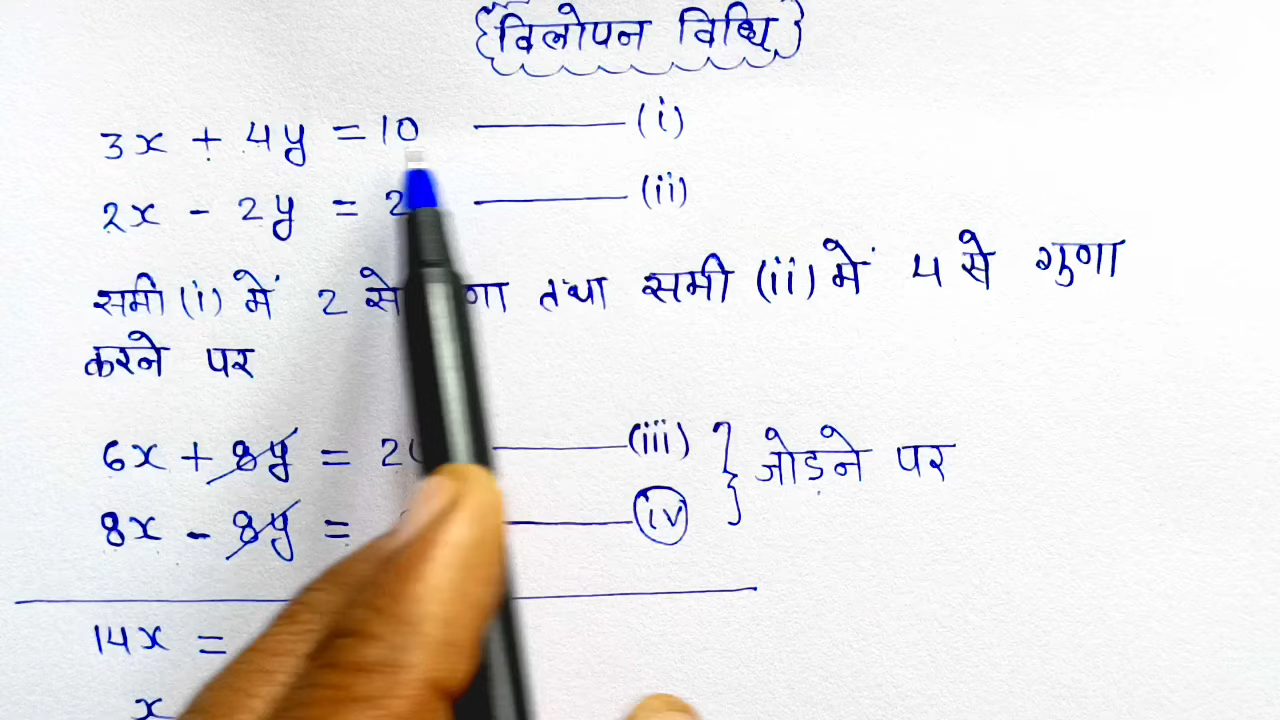 {विलोपन विधि}
3x + 4y = 10 ——— (i)
2x - 2y = 2 ——— (ii)
समी (i) में 2 से तथा समी (ii) में 4 से गुणा
करने पर
6x + 8y = ——— (iii) } जोड़ने पर
8x - 8y = ——— (iv)
14x =
x